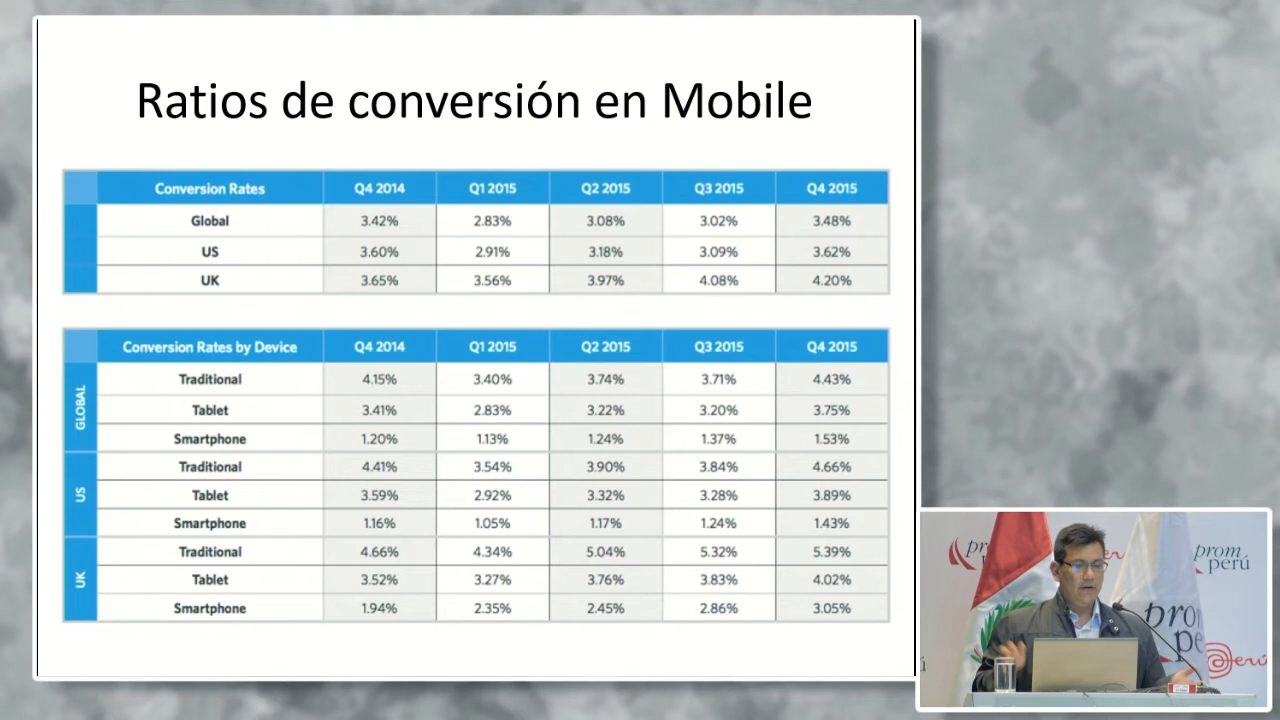 Ratios de conversión en Mobile
Conversion Rates Q4 2014 Q1 2015 Q2 2015 Q3 2015 Q4 2015
Global 3.42% 2.83% 3.08% 3.02% 3.48%
US 3.60% 2.91% 3.18% 3.09% 3.62%
UK 3.65% 3.56% 3.97% 4.08% 4.20%
Conversion Rates by Device Q4 2014 Q1 2015 Q2 2015 Q3 2015 Q4 2015
GLOBAL
Traditional 4.15% 3.40% 3.74% 3.71% 4.43%
Tablet 3.41% 2.83% 3.22% 3.20% 3.75%
Smartphone 1.20% 1.13% 1.24% 1.37% 1.53%
US
Traditional 4.41% 3.54% 3.90% 3.84% 4.66%
Tablet 3.59% 2.92% 3.32% 3.28% 3.89%
Smartphone 1.16% 1.05% 1.17% 1.24% 1.43%
UK
Traditional 4.66% 4.34% 5.04% 5.32% 5.39%
Tablet 3.52% 3.27% 3.76% 3.83% 4.02%
Smartphone 1.94% 2.35% 2.45% 2.86% 3.05%
prom
perú